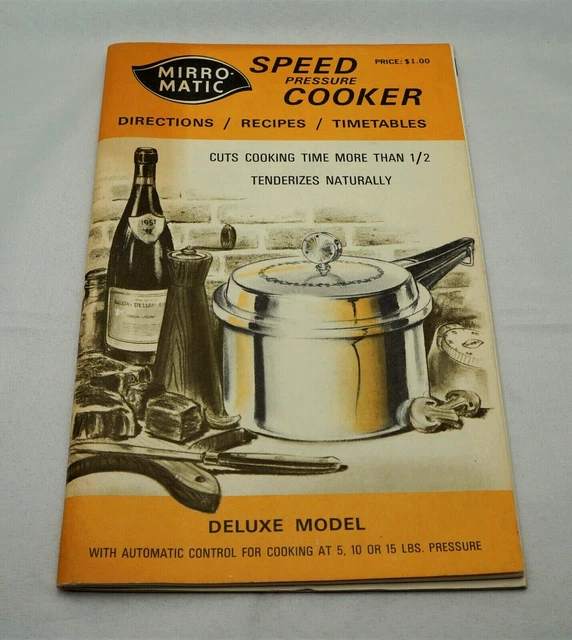 MIRRO-
MATIC
SPEED
PRESSURE
COOKER
PRICE: $1.00
DIRECTIONS / RECIPES / TIMETABLES
CUTS COOKING TIME MORE THAN 1/2
TENDERIZES NATURALLY
1957
DELUXE MODEL
WITH AUTOMATIC CONTROL FOR COOKING AT 5, 10 OR 15 LBS. PRESSURE